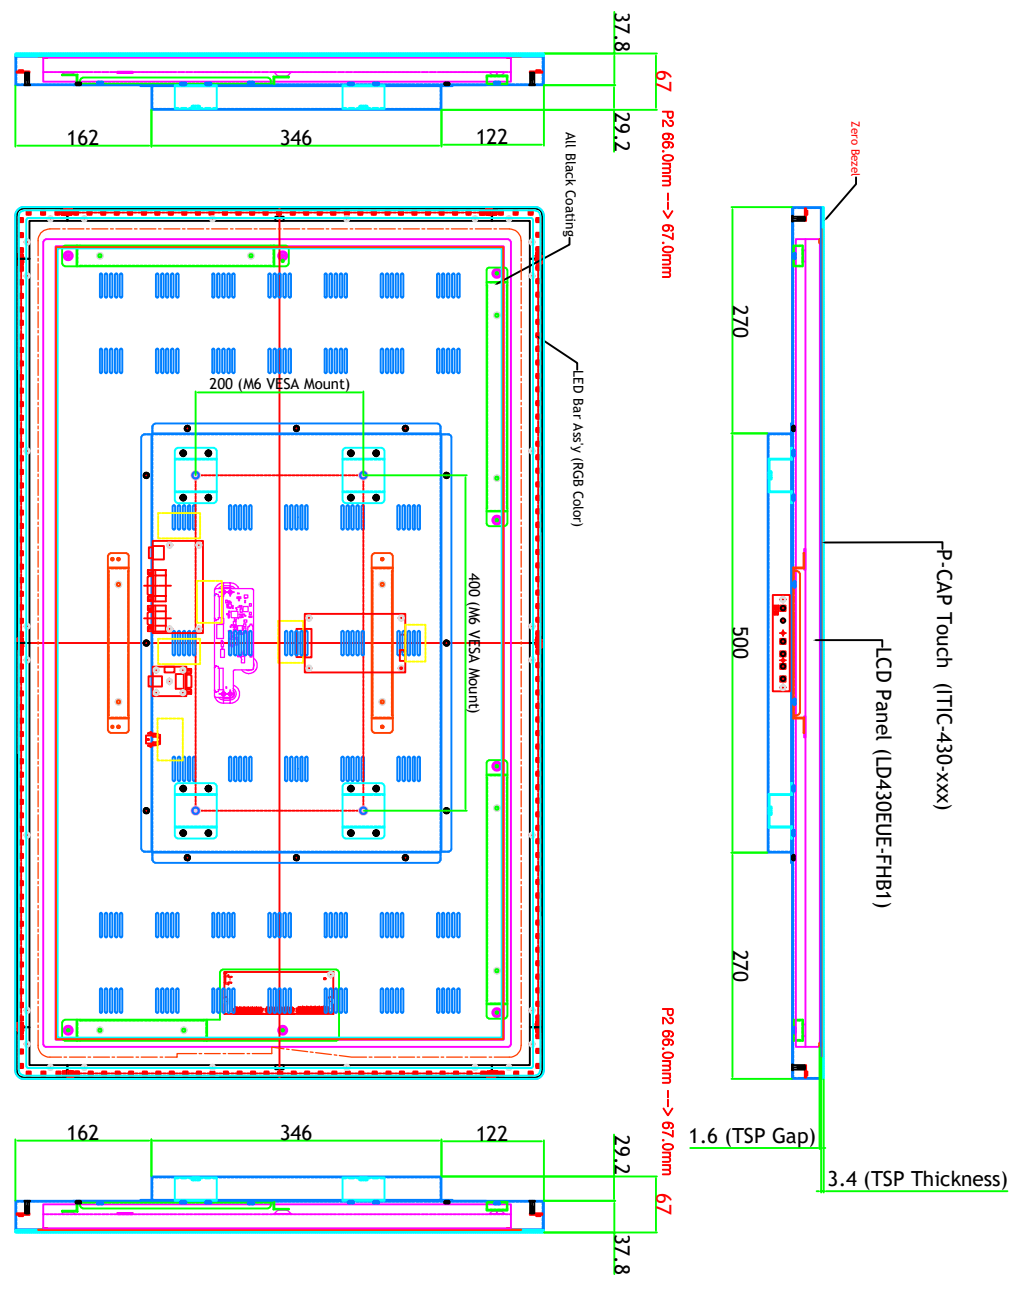 37.8
67
29.2
P2 66.0mm ---> 67.0mm
162
346
122
All Black Coating
Zero Bezel
LED Bar Ass'y (RGB Color)
200 (M6 VESA Mount)
400 (M6 VESA Mount)
270
500
270
P-CAP Touch (ITIC-430-xxx)
LCD Panel (LD430EUE-FHB1)
1.6 (TSP Gap)
3.4 (TSP Thickness)
P2 66.0mm ---> 67.0mm
162
346
122
29.2
67
37.8